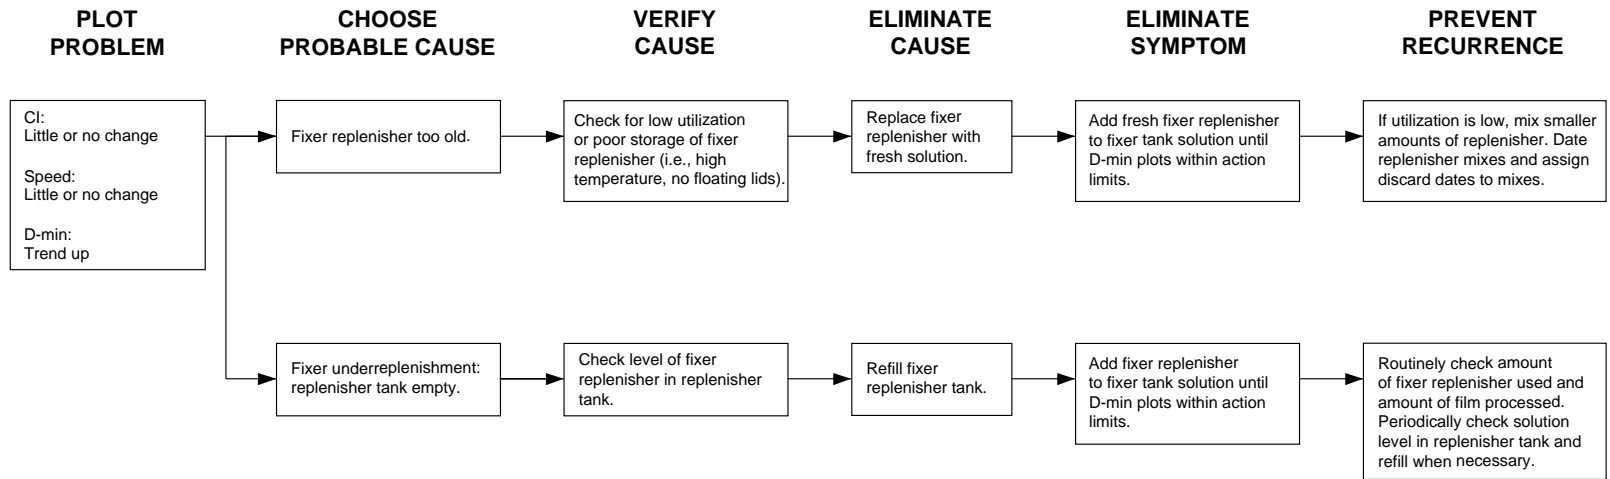 PLOT
PROBLEM
CHOOSE
PROBABLE CAUSE
VERIFY
CAUSE
ELIMINATE
CAUSE
ELIMINATE
SYMPTOM
PREVENT
RECURRENCE
CI:
Little or no change
Speed:
Little or no change
D-min:
Trend up
Fixer replenisher too old.
Check for low utilization
or poor storage of fixer
replenisher (i.e., high
temperature, no floating lids).
Replace fixer
replenisher with
fresh solution.
Add fresh fixer replenisher
to fixer tank solution until
D-min plots within action
limits.
If utilization is low, mix smaller
amounts of replenisher. Date
replenisher mixes and assign
discard dates to mixes.
Fixer underreplenishment:
replenisher tank empty.
Check level of fixer
replenisher in replenisher
tank.
Refill fixer
replenisher tank.
Add fixer replenisher
to fixer tank solution until
D-min plots within action
limits.
Routinely check amount
of fixer replenisher used and
amount of film processed.
Periodically check solution
level in replenisher tank and
refill when necessary.